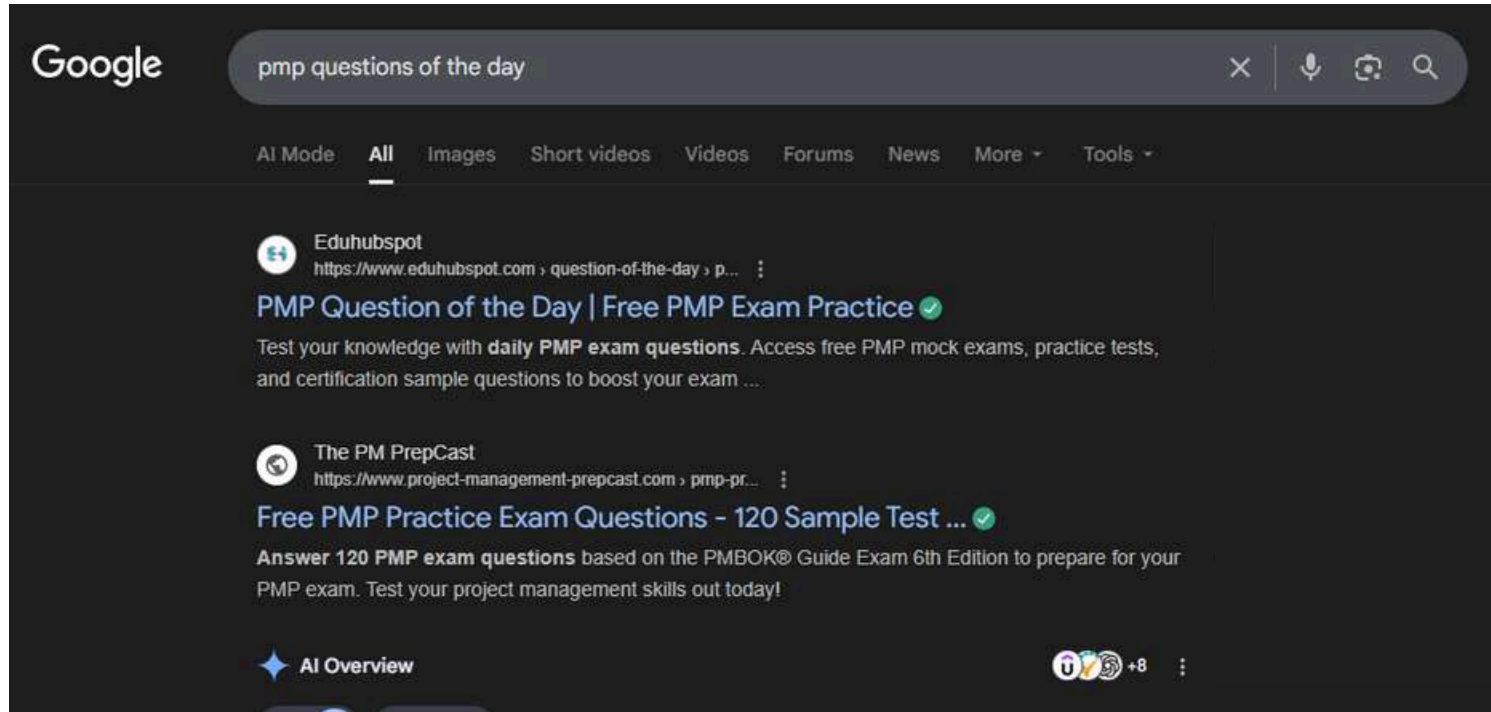 Google
pmp questions of the day
AI Mode All Images Short videos Videos Forums News More Tools
Eduhubspot
https://www.eduhubspot.com › question-of-the-day › p...
PMP Question of the Day | Free PMP Exam Practice
Test your knowledge with daily PMP exam questions. Access free PMP mock exams, practice tests,
and certification sample questions to boost your exam ...
The PM PrepCast
https://www.project-management-prepcast.com › pmp-pr...
Free PMP Practice Exam Questions - 120 Sample Test ...
Answer 120 PMP exam questions based on the PMBOK® Guide Exam 6th Edition to prepare for your
PMP exam. Test your project management skills out today!
AI Overview +8